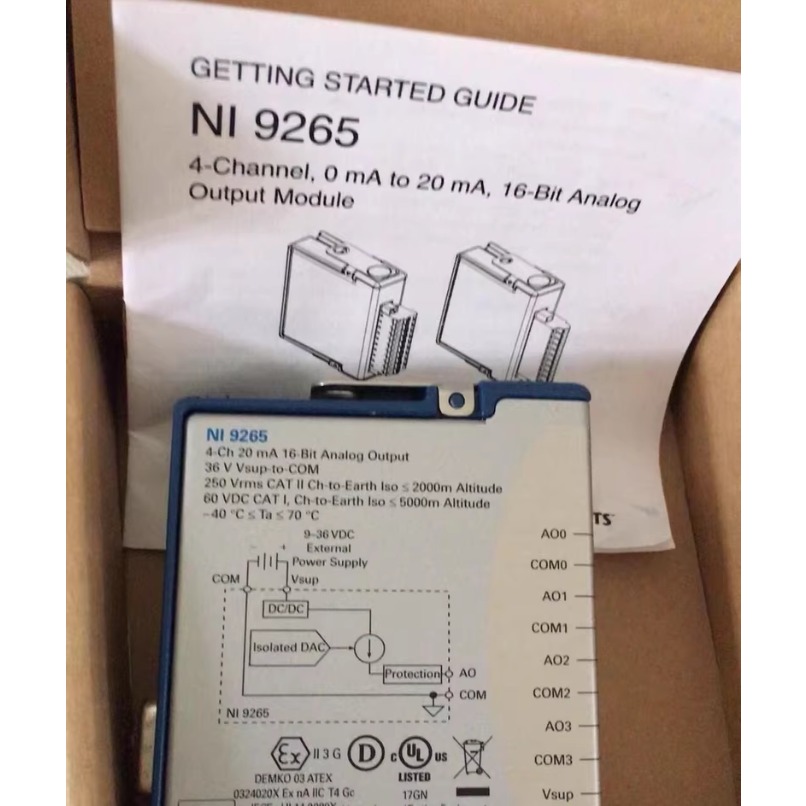 GETTING STARTED GUIDE
NI 9265
4-Channel, 0 mA to 20 mA, 16-Bit Analog
Output Module
TS
NI 9265
4-Ch 20 mA 16-Bit Analog Output
36 V Vsup-to-COM
250 Vrms CAT II Ch-to-Earth Iso ≤ 2000m Altitude
60 VDC CAT I, Ch-to-Earth Iso ≤ 5000m Altitude
−40 °C ≤ Ta ≤ 70 °C
9–36 VDC
External
Power Supply
- +
COM
Vsup
DC/DC
Isolated DAC
Protection
AO
COM
NI 9265
AO0
COM0
AO1
COM1
AO2
COM2
AO3
COM3
Vsup
Ex II 3 G D c UL us
LISTED
17GN
DEMKO 03 ATEX
0324020X Ex nA IIC T4 Gc